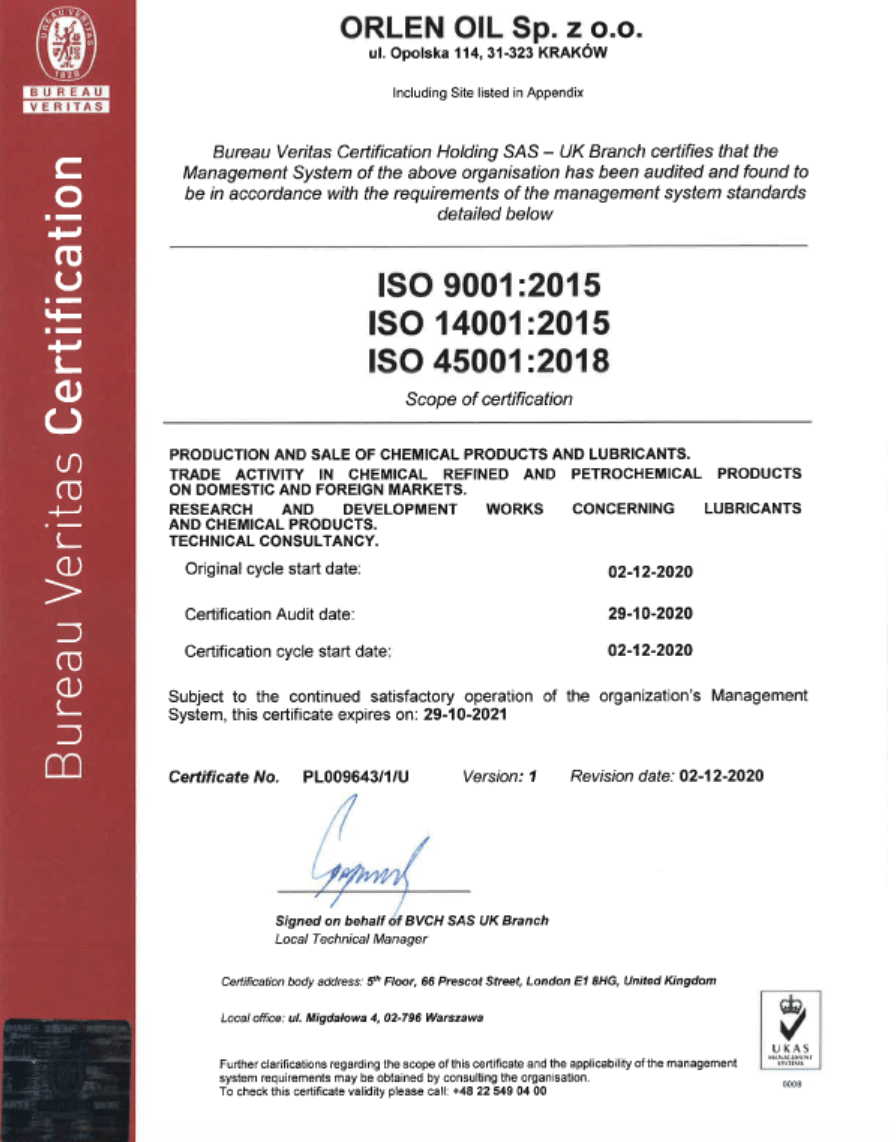 BUREAU VERITAS
1828
BUREAU
VERITAS
Bureau Veritas Certification
ORLEN OIL Sp. z o.o.
ul. Opolska 114, 31-323 KRAKÓW
Including Site listed in Appendix
Bureau Veritas Certification Holding SAS – UK Branch certifies that the
Management System of the above organisation has been audited and found to
be in accordance with the requirements of the management system standards
detailed below
ISO 9001:2015
ISO 14001:2015
ISO 45001:2018
Scope of certification
PRODUCTION AND SALE OF CHEMICAL PRODUCTS AND LUBRICANTS.
TRADE ACTIVITY IN CHEMICAL REFINED AND PETROCHEMICAL PRODUCTS
ON DOMESTIC AND FOREIGN MARKETS.
RESEARCH AND DEVELOPMENT WORKS CONCERNING LUBRICANTS
AND CHEMICAL PRODUCTS.
TECHNICAL CONSULTANCY.
Original cycle start date: 02-12-2020
Certification Audit date: 29-10-2020
Certification cycle start date: 02-12-2020
Subject to the continued satisfactory operation of the organization's Management
System, this certificate expires on: 29-10-2021
Certificate No. PL009643/1/U Version: 1 Revision date: 02-12-2020
Signed on behalf of BVCH SAS UK Branch
Local Technical Manager
Certification body address: 5th Floor, 66 Prescot Street, London E1 8HG, United Kingdom
Local office: ul. Migdałowa 4, 02-796 Warszawa
Further clarifications regarding the scope of this certificate and the applicability of the management
system requirements may be obtained by consulting the organisation.
To check this certificate validity please call: +48 22 549 04 00
UKAS
MANAGEMENT
SYSTEMS
0008